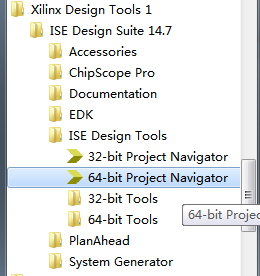 Xilinx Design Tools 1
ISE Design Suite 14.7
Accessories
ChipScope Pro
Documentation
EDK
ISE Design Tools
32-bit Project Navigator
64-bit Project Navigator
32-bit Tools
64-bit Tools
64-bit Projec
PlanAhead
System Generator